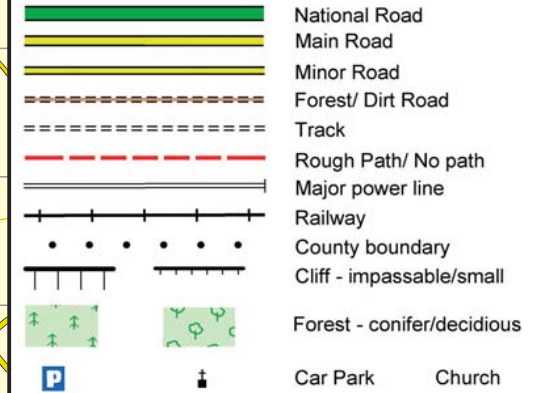 National Road
Main Road
Minor Road
Forest/ Dirt Road
Track
Rough Path/ No path
Major power line
Railway
County boundary
Cliff - impassable/small
Forest - conifer/decidious
P Car Park Church